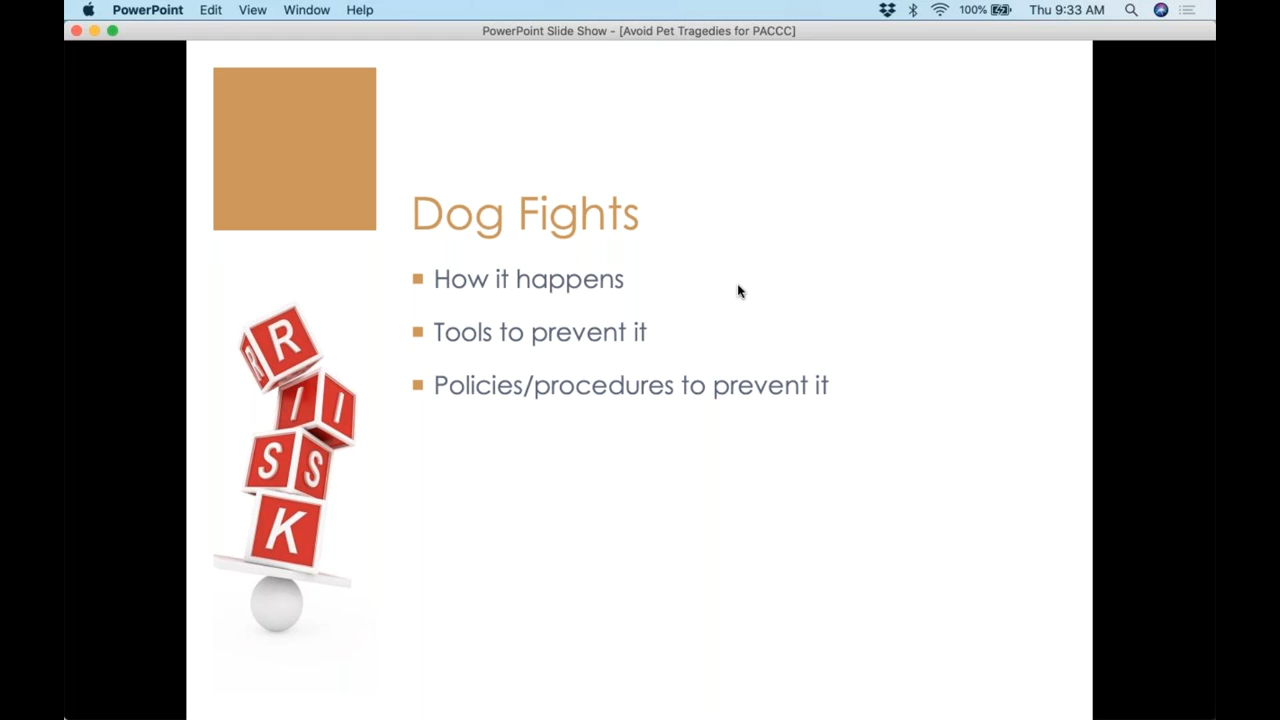 PowerPoint Edit View Window Help 100% Thu 9:33 AM
PowerPoint Slide Show - [Avoid Pet Tragedies for PACCC]
Dog Fights
How it happens
Tools to prevent it
Policies/procedures to prevent it
R R
I I
S S
K